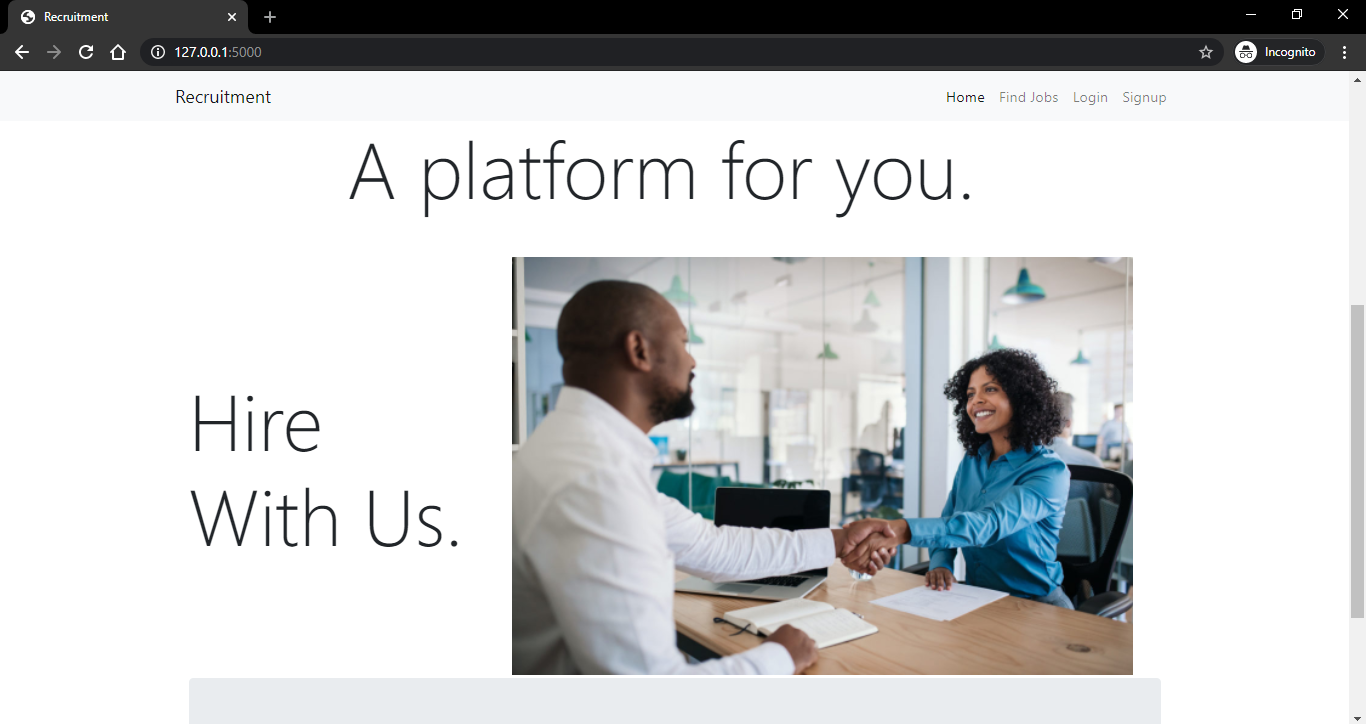 Recruitment
127.0.0.1:5000
Incognito
Recruitment
Home Find Jobs Login Signup
A platform for you.
Hire
With Us.